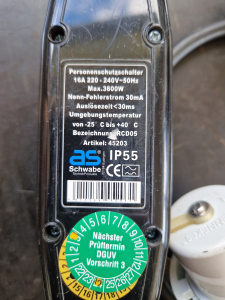 Personenschutzschalter
16A 220 - 240V~50Hz
Max.3600W
Nenn-Fehlerstrom 30mA
Auslösezeit<30ms
Umgebungstemperatur
von -25° C bis +40° C
Bezeichnung: RCD05
Artikel: 45203
as
Schwabe
IP55
Nächster
Prüftermin
DGUV
Vorschrift 3